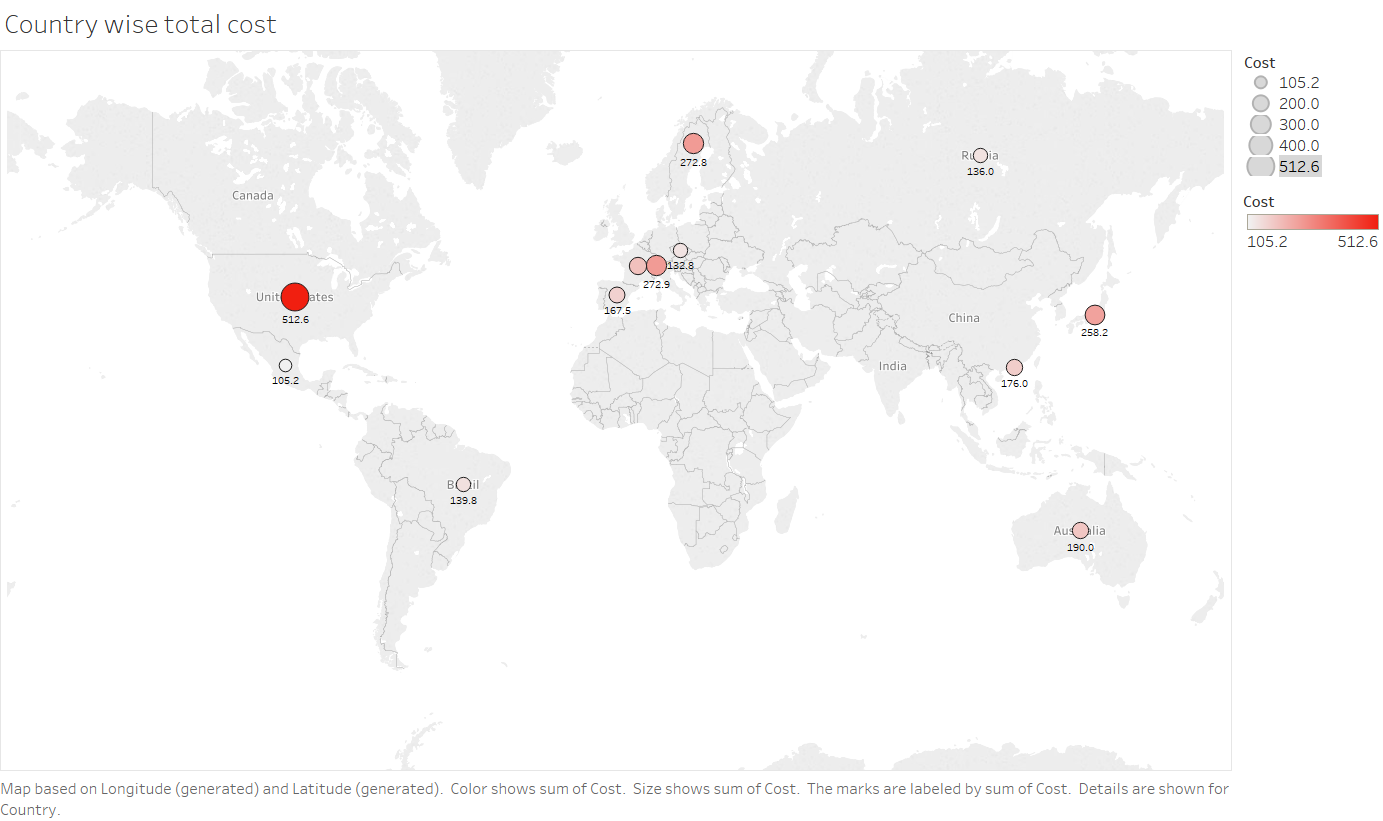 Country wise total cost
Cost
105.2
200.0
300.0
400.0
512.6
Cost
105.2 512.6
272.8
Russia
136.0
Canada
132.8
272.9
United States
512.6
167.5
China
258.2
India
105.2
176.0
Brazil
139.8
Australia
190.0
Map based on Longitude (generated) and Latitude (generated). Color shows sum of Cost. Size shows sum of Cost. The marks are labeled by sum of Cost. Details are shown for
Country.